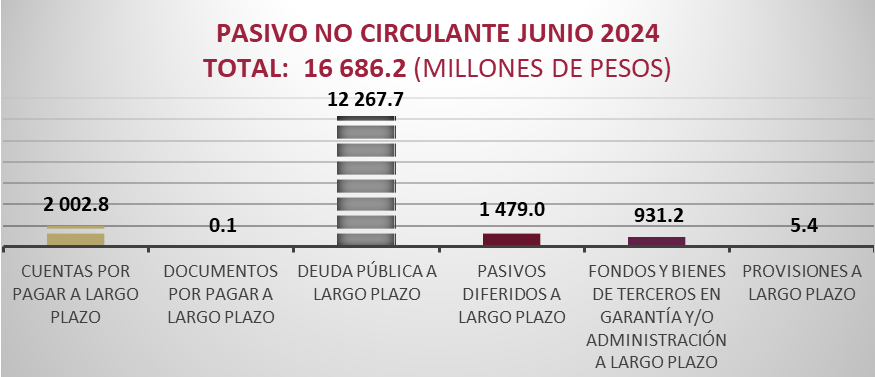 PASIVO NO CIRCULANTE JUNIO 2024
TOTAL: 16 686.2 (MILLONES DE PESOS)
12 267.7
2 002.8
0.1
1 479.0
931.2
5.4
CUENTAS POR
PAGAR A LARGO
PLAZO
DOCUMENTOS
POR PAGAR A
LARGO PLAZO
DEUDA PÚBLICA A
LARGO PLAZO
PASIVOS
DIFERIDOS A
LARGO PLAZO
FONDOS Y BIENES
DE TERCEROS EN
GARANTÍA Y/O
ADMINISTRACIÓN
A LARGO PLAZO
PROVISIONES A
LARGO PLAZO